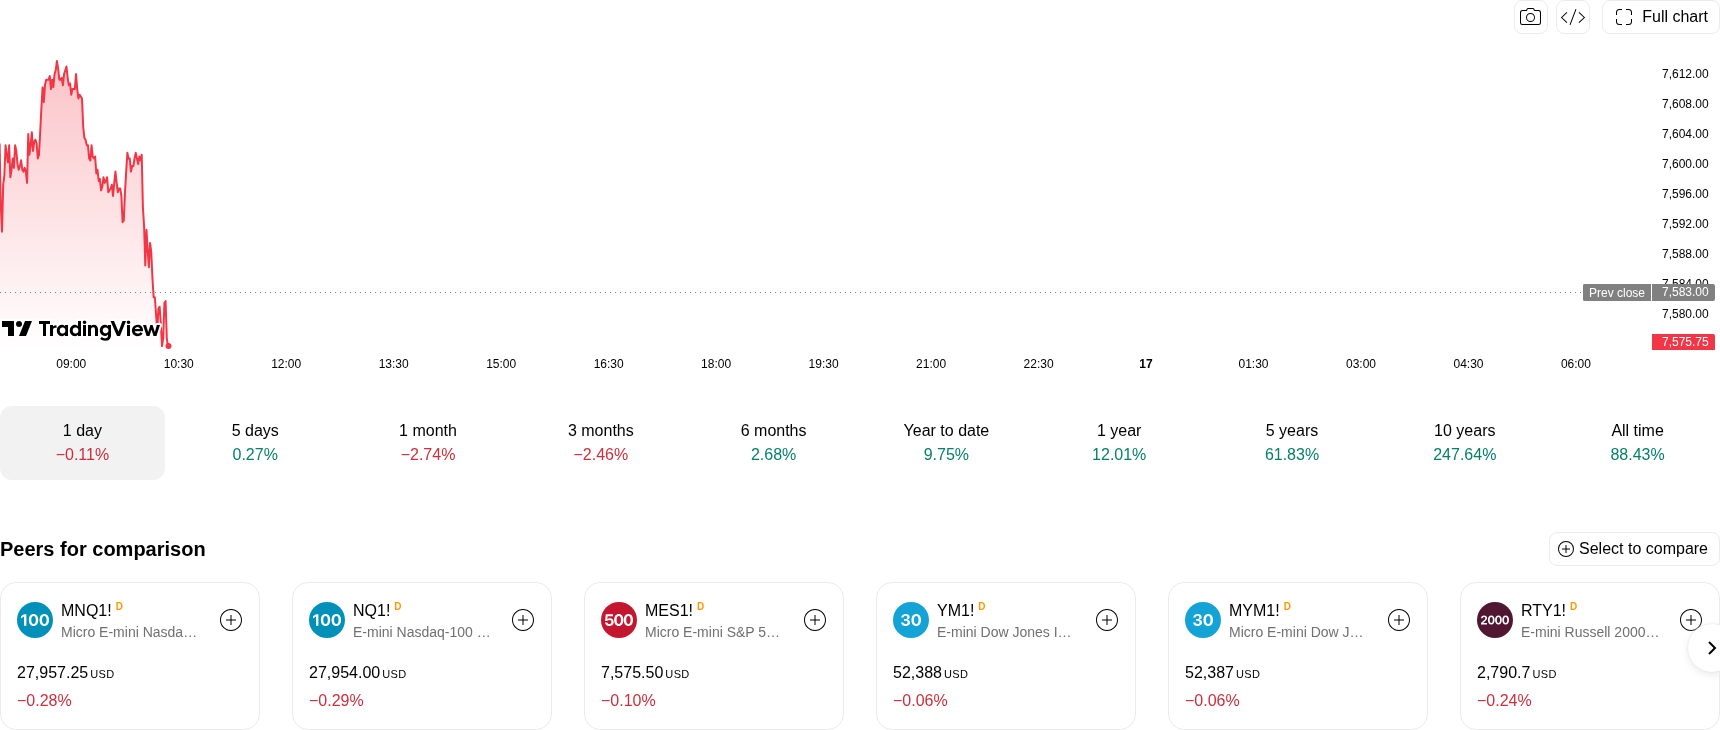 Full chart
7,612.00
7,608.00
7,604.00
7,600.00
7,596.00
7,592.00
7,588.00
7,584.00
Prev close 7,583.00
7,580.00
TradingView
7,575.75
09:00 10:30 12:00 13:30 15:00 16:30 18:00 19:30 21:00 22:30 17 01:30 03:00 04:30 06:00
1 day 5 days 1 month 3 months 6 months Year to date 1 year 5 years 10 years All time
−0.11% 0.27% −2.74% −2.46% 2.68% 9.75% 12.01% 61.83% 247.64% 88.43%
Peers for comparison
Select to compare
100 MNQ1! D
Micro E-mini Nasda…
27,957.25 USD
−0.28%
100 NQ1! D
E-mini Nasdaq-100 …
27,954.00 USD
−0.29%
500 MES1! D
Micro E-mini S&P 5…
7,575.50 USD
−0.10%
30 YM1! D
E-mini Dow Jones I…
52,388 USD
−0.06%
30 MYM1! D
Micro E-mini Dow J…
52,387 USD
−0.06%
2000 RTY1! D
E-mini Russell 2000…
2,790.7 USD
−0.24%